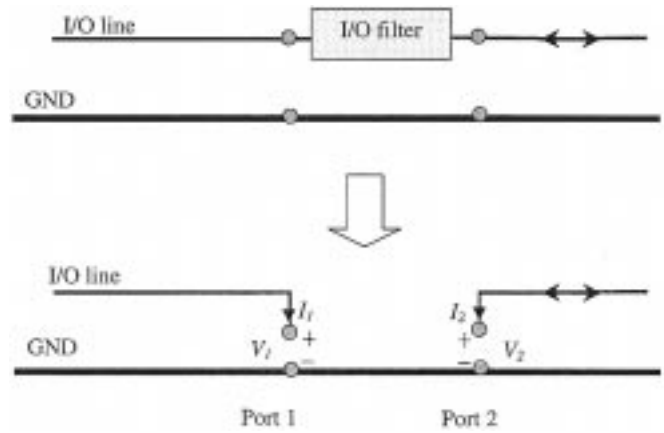 I/O line
I/O filter
GND
I/O line
I1
I2
+
+
GND
V1
−
−
V2
Port 1
Port 2